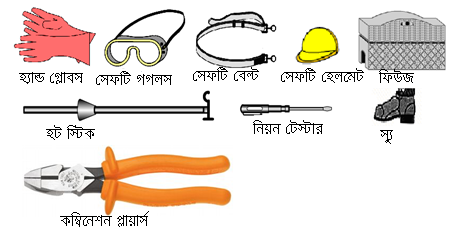 হ্যান্ড গ্লোবস সেফটি গগলস সেফটি বেল্ট সেফটি হেলমেট ফিউজ
হট স্টিক নিয়ন টেস্টার স্যু
কম্বিনেশন প্লায়ার্স